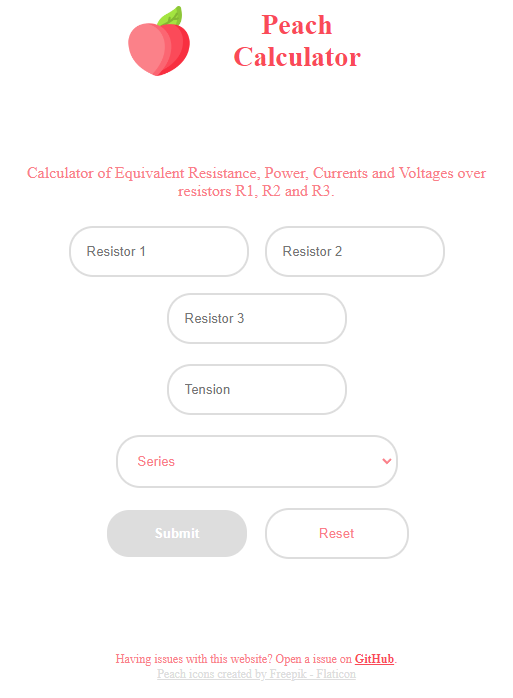 Peach
Calculator
Calculator of Equivalent Resistance, Power, Currents and Voltages over
resistors R1, R2 and R3.
Resistor 1
Resistor 2
Resistor 3
Tension
Series
Submit
Reset
Having issues with this website? Open a issue on GitHub.
Peach icons created by Freepik - Flaticon